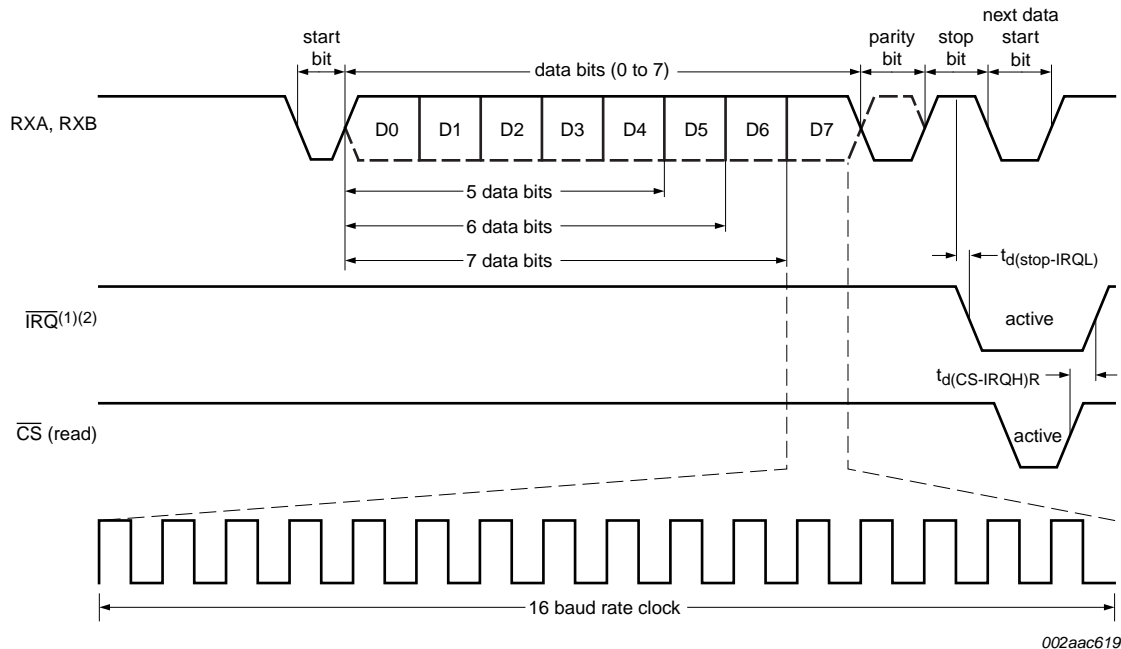 start
bit
data bits (0 to 7)
parity
bit
stop
bit
next data
start
bit
RXA, RXB
D0 D1 D2 D3 D4 D5 D6 D7
5 data bits
6 data bits
7 data bits
td(stop-IRQL)
IRQ(1)(2)
active
td(CS-IRQH)R
CS (read)
active
16 baud rate clock
002aac619